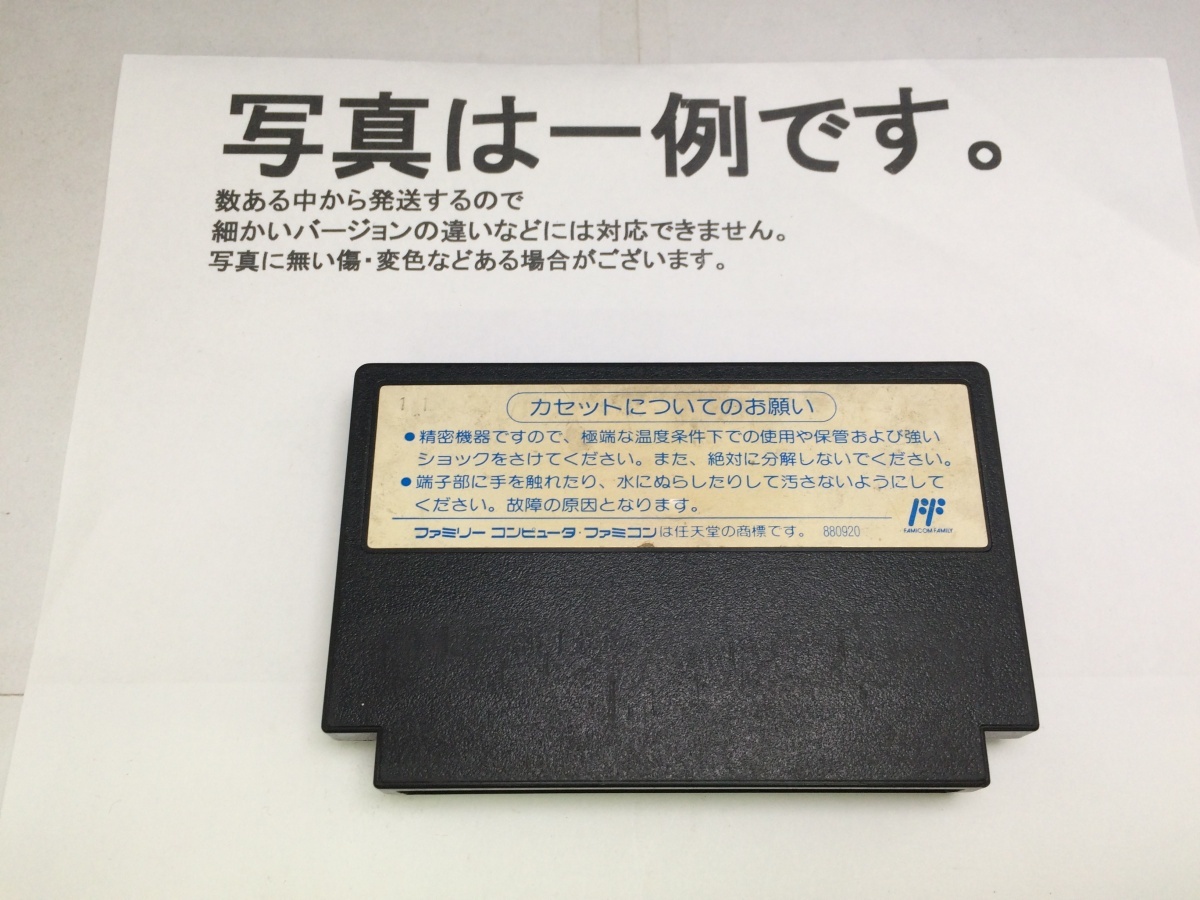 写真は一例です。
数ある中から発送するので
細かいバージョンの違いなどには対応できません。
写真に無い傷・変色などある場合がございます。
11
カセットについてのお願い
●精密機器ですので、極端な温度条件下での使用や保管および強い
ショックをさけてください。また、絶対に分解しないでください。
●端子部に手を触れたり、水にぬらしたりして汚さないようにして
ください。故障の原因となります。
FF
FAMICOM FAMILY
ファミリー コンピュータ・ファミコンは任天堂の商標です。 880920